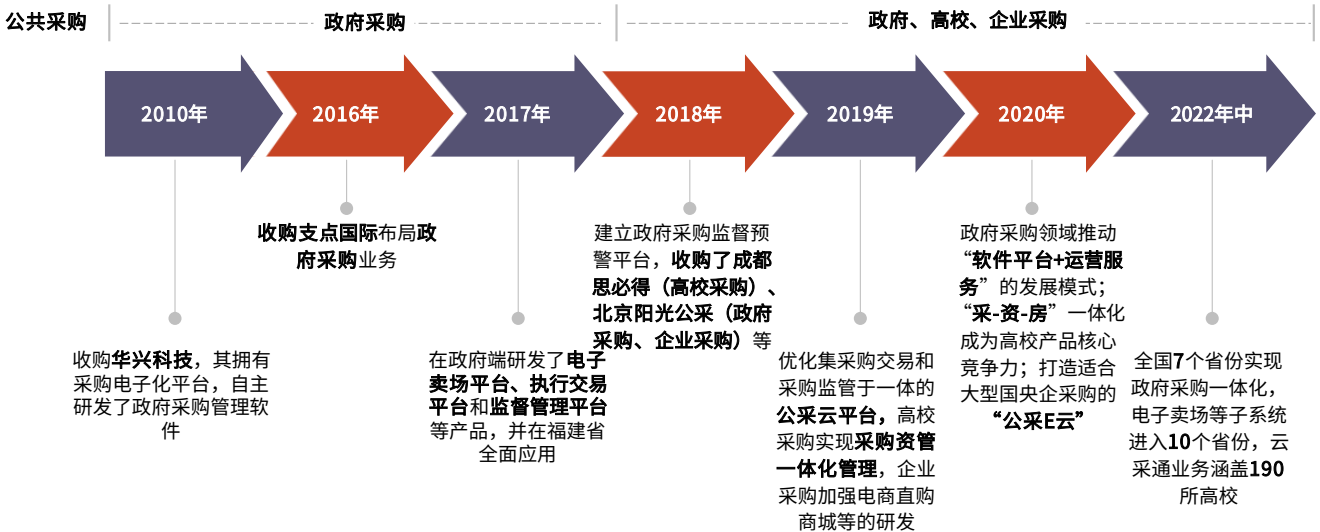 公共采购
政府采购
政府、高校、企业采购
2010年
2016年
2017年
2018年
2019年
2020年
2022年中
收购华兴科技，其拥有
采购电子化平台，自主
研发了政府采购管理软
件
收购支点国际布局政
府采购业务
在政府端研发了电子
卖场平台、执行交易
平台和监督管理平台
等产品，并在福建省
全面应用
建立政府采购监督预
警平台，收购了成都
思必得（高校采购）、
北京阳光公采（政府
采购、企业采购）等
优化集采购交易和
采购监管于一体的
公采云平台，高校
采购实现采购资管
一体化管理，企业
采购加强电商直购
商城等的研发
政府采购领域推动
“软件平台+运营服
务”的发展模式；
“采-资-房”一体化
成为高校产品核心
竞争力；打造适合
大型国央企采购的
“公采E云”
全国7个省份实现
政府采购一体化，
电子卖场等子系统
进入10个省份，云
采通业务涵盖190
所高校